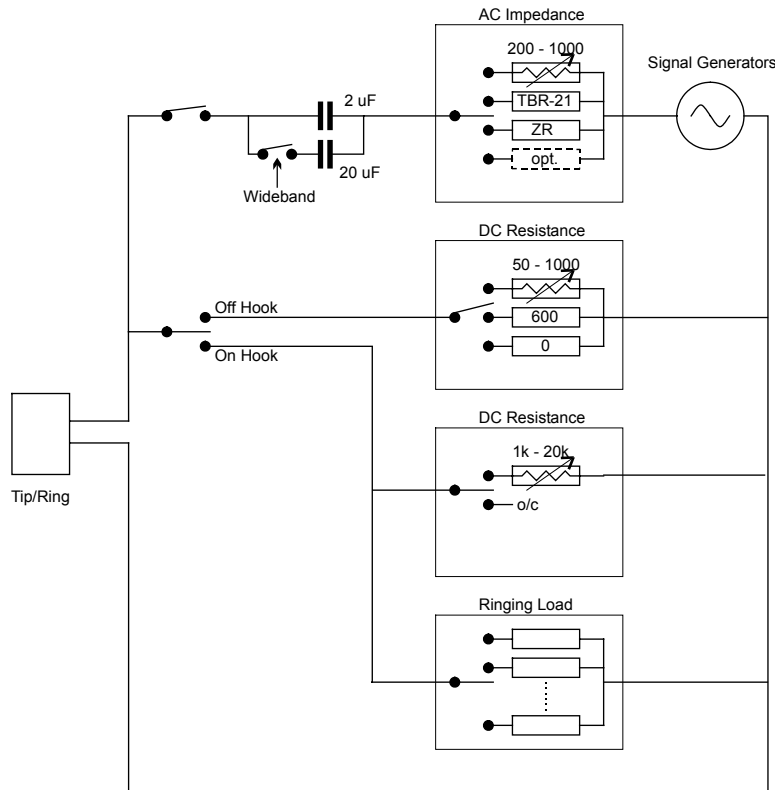 AC Impedance
200 - 1000
Signal Generators
2 uF
TBR-21
ZR
20 uF
opt.
Wideband
DC Resistance
50 - 1000
Off Hook
600
On Hook
0
DC Resistance
1k - 20k
Tip/Ring
o/c
Ringing Load